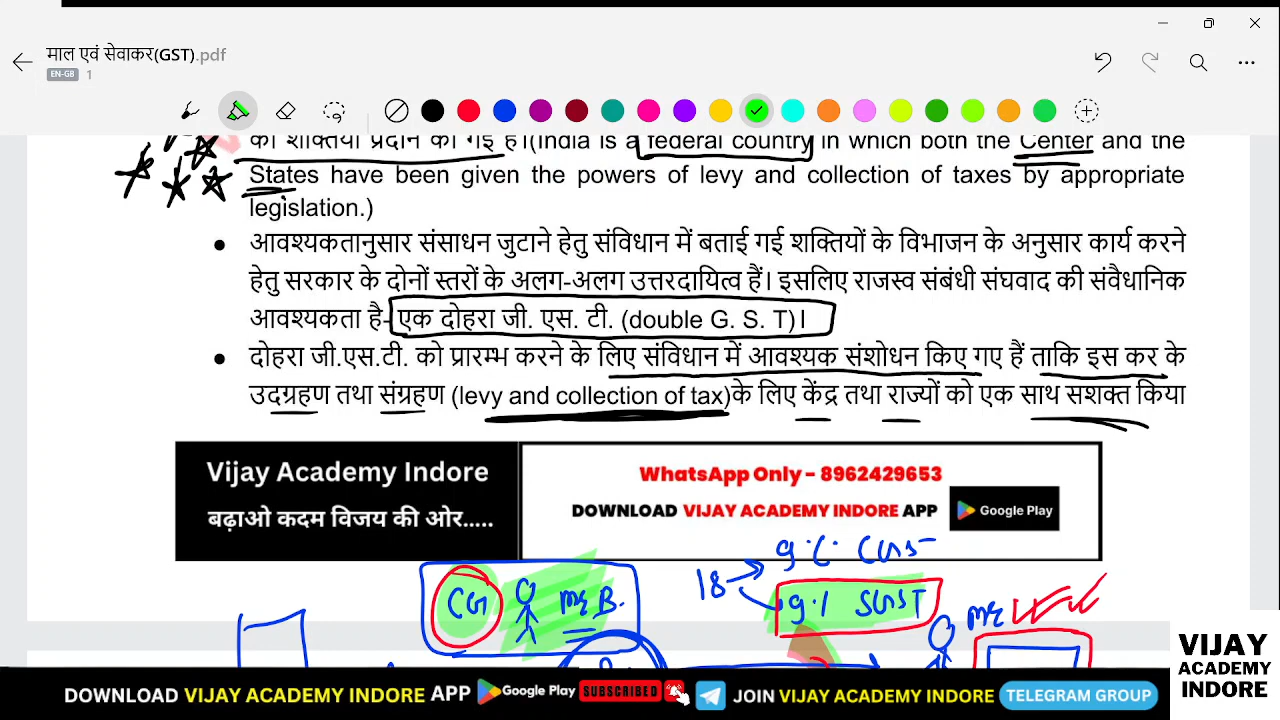 माल एवं सेवाकर(GST).pdf
EN-GB 1
की शक्तियाँ प्रदान की गई है।(India is a federal country in which both the Center and the
States have been given the powers of levy and collection of taxes by appropriate
legislation.)
● आवश्यकतानुसार संसाधन जुटाने हेतु संविधान में बताई गई शक्तियों के विभाजन के अनुसार कार्य करने
हेतु सरकार के दोनों स्तरों के अलग-अलग उत्तरदायित्व हैं। इसलिए राजस्व संबंधी संघवाद की संवैधानिक
आवश्यकता है- एक दोहरा जी. एस. टी. (double G. S. T)।
● दोहरा जी.एस.टी. को प्रारम्भ करने के लिए संविधान में आवश्यक संशोधन किए गए हैं ताकि इस कर के
उदग्रहण तथा संग्रहण (levy and collection of tax)के लिए केंद्र तथा राज्यों को एक साथ सशक्त किया
Vijay Academy Indore
बढ़ाओ कदम विजय की ओर.....
WhatsApp Only - 8962429653
DOWNLOAD VIJAY ACADEMY INDORE APP
Google Play
9% CGST
18
9% SGST
CG
Mr B.
Mr
VIJAY
ACADEMY
INDORE
DOWNLOAD VIJAY ACADEMY INDORE APP Google Play SUBSCRIBED JOIN VIJAY ACADEMY INDORE TELEGRAM GROUP